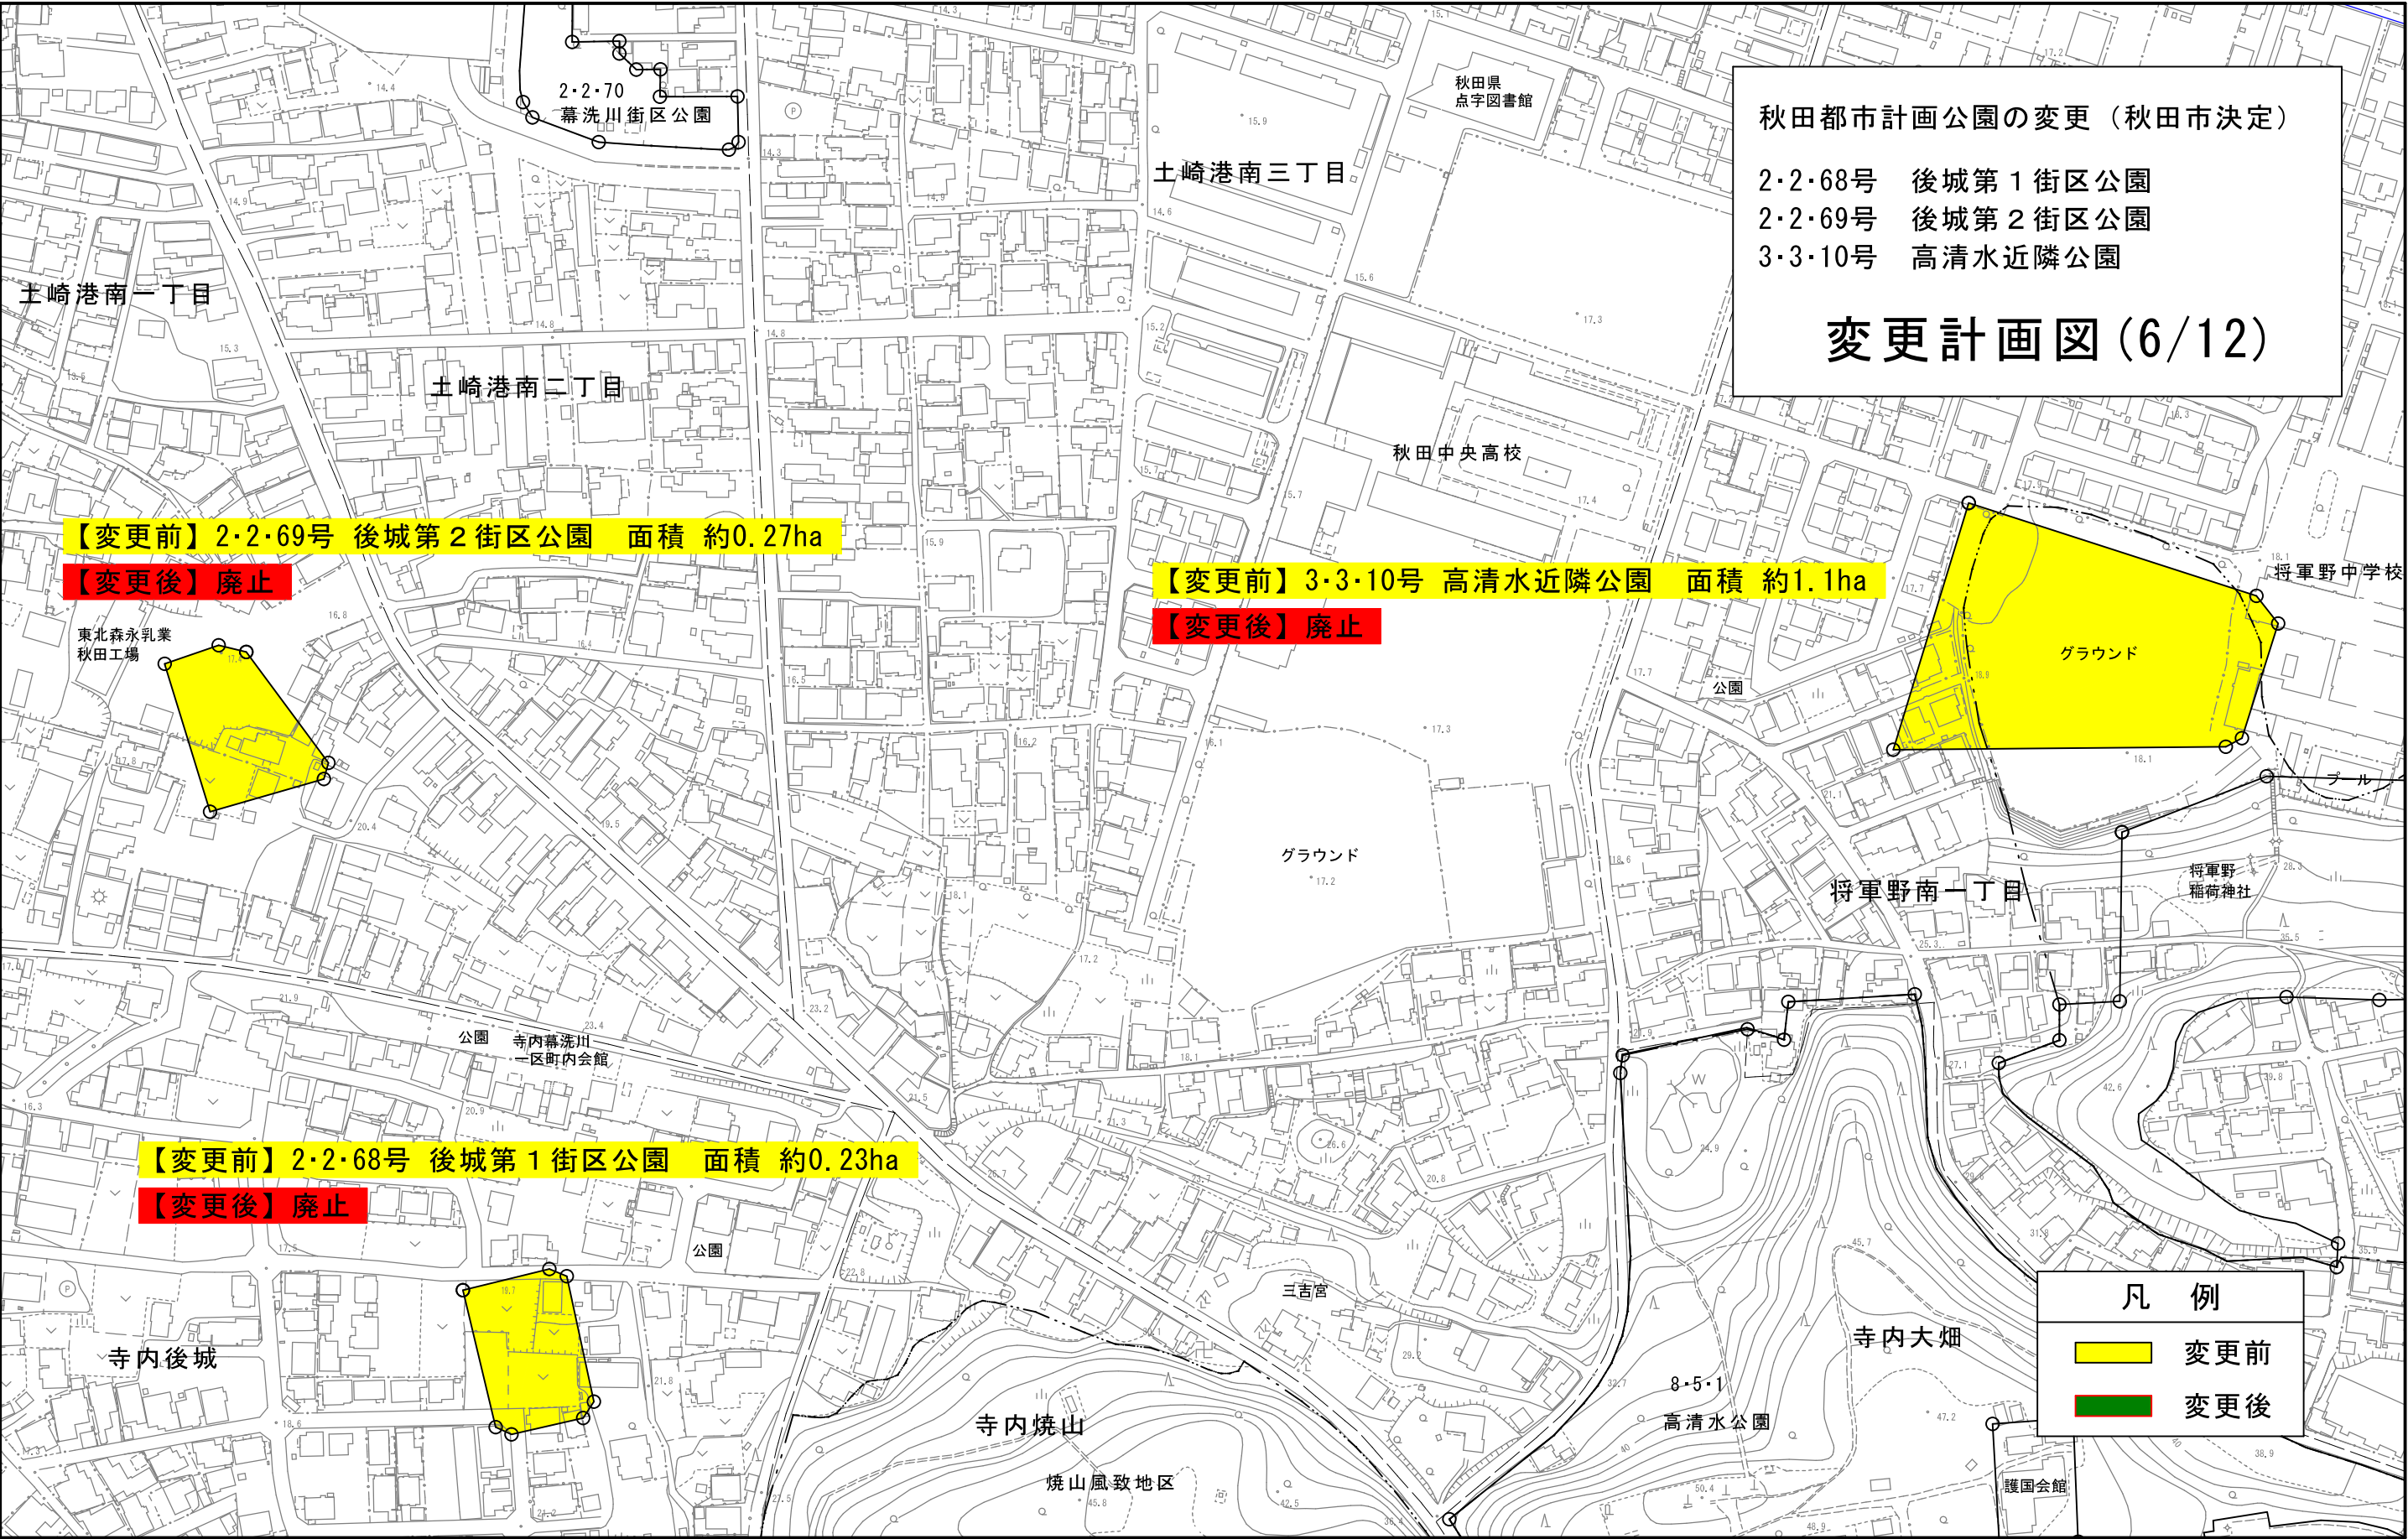 秋田都市計画公園の変更（秋田市決定）
2・2・68号　後城第１街区公園
2・2・69号　後城第２街区公園
3・3・10号　高清水近隣公園
変更計画図(6/12)
2・2・70
幕洗川街区公園
秋田県
点字図書館
土崎港南三丁目
土崎港南一丁目
土崎港南二丁目
秋田中央高校
【変更前】2・2・69号 後城第２街区公園　面積 約0.27ha
【変更後】廃止
【変更前】3・3・10号 高清水近隣公園　面積 約1.1ha
【変更後】廃止
将軍野中学校
東北森永乳業
秋田工場
グラウンド
公園
プール
グラウンド
将軍野南一丁目
将軍野
稲荷神社
公園
寺内幕洗川
一区町内会館
【変更前】2・2・68号 後城第１街区公園　面積 約0.23ha
【変更後】廃止
公園
三吉宮
寺内後城
寺内大畑
8・5・1
高清水公園
寺内焼山
焼山風致地区
護国会館
凡　例
変更前
変更後